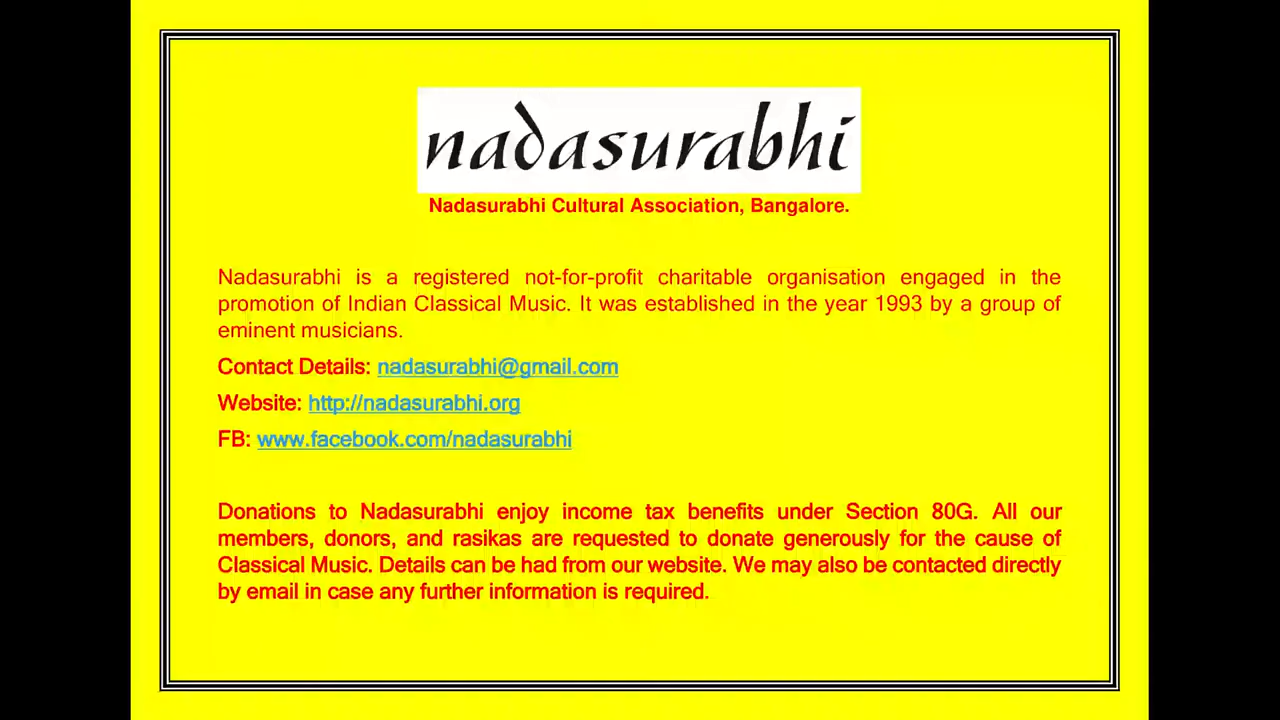 nadasurabhi
Nadasurabhi Cultural Association, Bangalore.
Nadasurabhi is a registered not-for-profit charitable organisation engaged in the
promotion of Indian Classical Music. It was established in the year 1993 by a group of
eminent musicians.
Contact Details: nadasurabhi@gmail.com
Website: http://nadasurabhi.org
FB: www.facebook.com/nadasurabhi
Donations to Nadasurabhi enjoy income tax benefits under Section 80G. All our
members, donors, and rasikas are requested to donate generously for the cause of
Classical Music. Details can be had from our website. We may also be contacted directly
by email in case any further information is required.